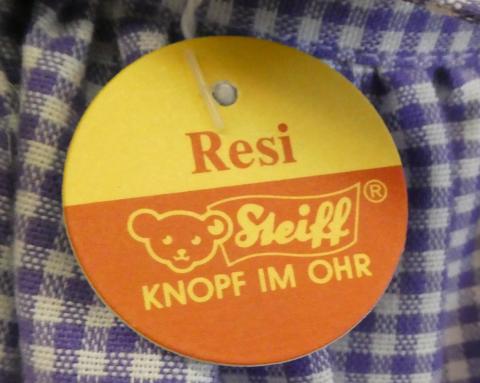 Resi
Steiff ®
KNOPF IM OHR